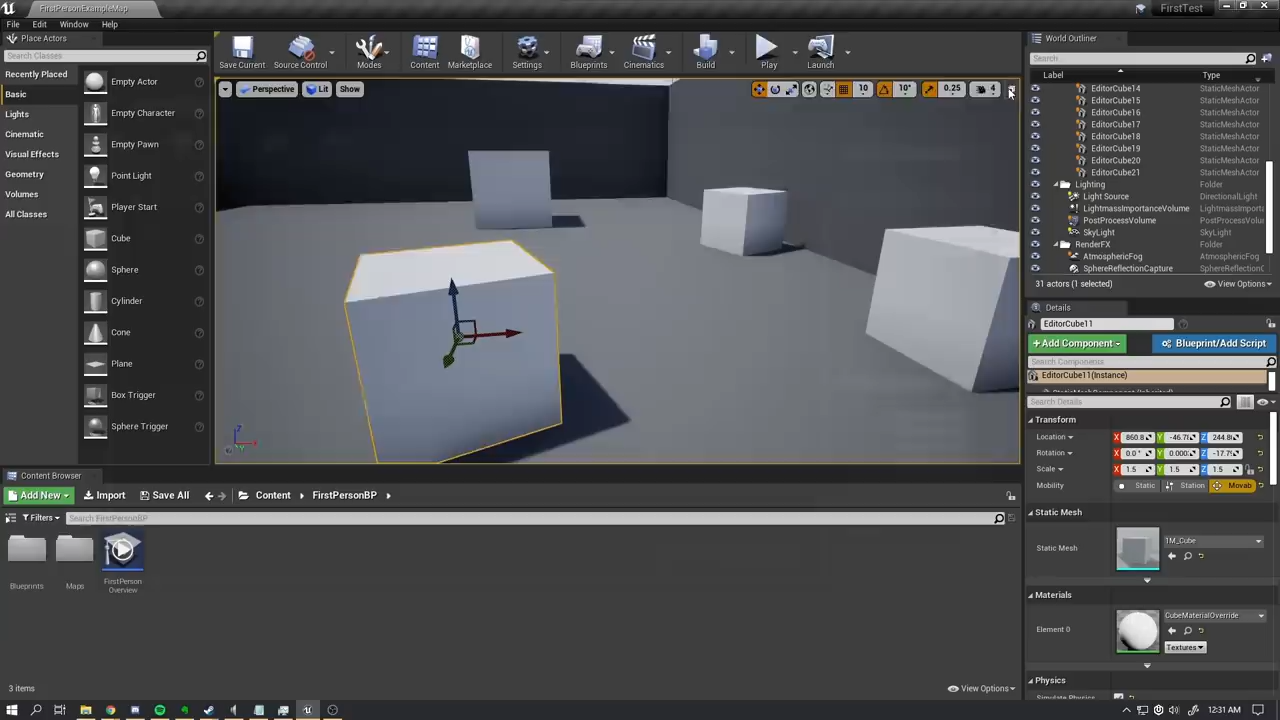 FirstPersonExampleMap
FirstTest
File Edit Window Help
Place Actors
Search Classes
Recently Placed
Basic
Lights
Cinematic
Visual Effects
Geometry
Volumes
All Classes
Empty Actor
Empty Character
Empty Pawn
Point Light
Player Start
Cube
Sphere
Cylinder
Cone
Plane
Box Trigger
Sphere Trigger
Save Current
Source Control
Modes
Content
Marketplace
Settings
Blueprints
Cinematics
Build
Play
Launch
Perspective Lit Show
10 10° 0.25 4
World Outliner
Search
Label Type
EditorCube14 StaticMeshActor
EditorCube15 StaticMeshActor
EditorCube16 StaticMeshActor
EditorCube17 StaticMeshActor
EditorCube18 StaticMeshActor
EditorCube19 StaticMeshActor
EditorCube20 StaticMeshActor
EditorCube21 StaticMeshActor
Lighting Folder
Light Source DirectionalLight
LightmassImportanceVolume LightmassImporta
PostProcessVolume PostProcessVolu
SkyLight SkyLight
RenderFX Folder
AtmosphericFog AtmosphericFog
SphereReflectionCapture SphereReflectionC
31 actors (1 selected) View Options
Details
EditorCube11
+Add Component Blueprint/Add Script
Search Components
EditorCube11(Instance)
Search Details
Transform
Location X 860.8 Y -46.78 Z 244.8
Rotation X 0.0 ° Y 0.000 Z -17.7
Scale X 1.5 Y 1.5 Z 1.5
Mobility Static Station Movab
Static Mesh
Static Mesh 1M_Cube
Materials
Element 0 CubeMaterialOverride
Textures
Physics
Simulate Physics
Content Browser
Add New Import Save All Content FirstPersonBP
Filters Search FirstPersonBP
Blueprints
Maps
FirstPerson
Overview
3 items View Options
12:31 AM